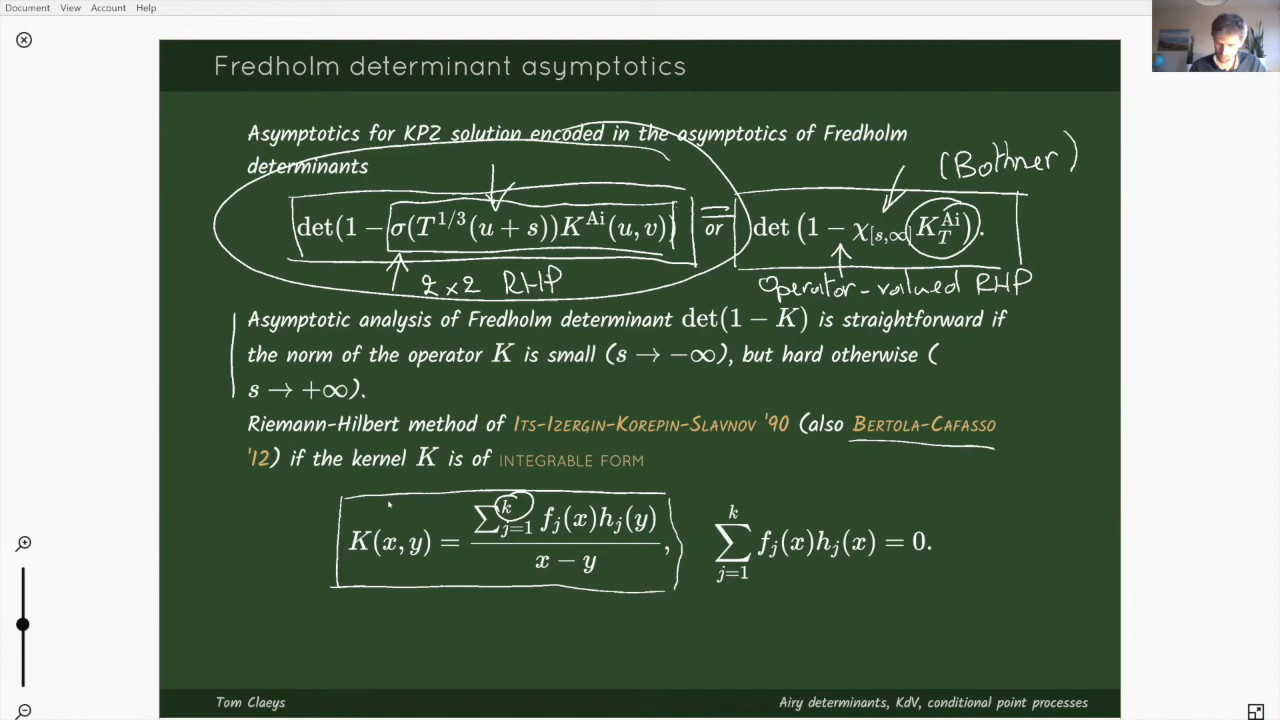 Document View Account Help
Fredholm determinant asymptotics
Asymptotics for KPZ solution encoded in the asymptotics of Fredholm
determinants
(Bothner)
det(1 − σ(T^{1/3}(u + s))K^{Ai}(u, v)) = or det (1 − χ_{[s,∞]} K_T^{Ai}).
2 × 2 RHP operator-valued RHP
Asymptotic analysis of Fredholm determinant det(1 − K) is straightforward if
the norm of the operator K is small (s → −∞), but hard otherwise (
s → +∞).
Riemann-Hilbert method of ITS-IZERGIN-KOREPIN-SLAVNOV '90 (also BERTOLA-CAFASSO
'12) if the kernel K is of INTEGRABLE FORM
K(x, y) = \frac{∑_{j=1}^{k} f_j(x)h_j(y)}{x − y}, ∑_{j=1}^{k} f_j(x)h_j(x) = 0.
Tom Claeys Airy determinants, KdV, conditional point processes